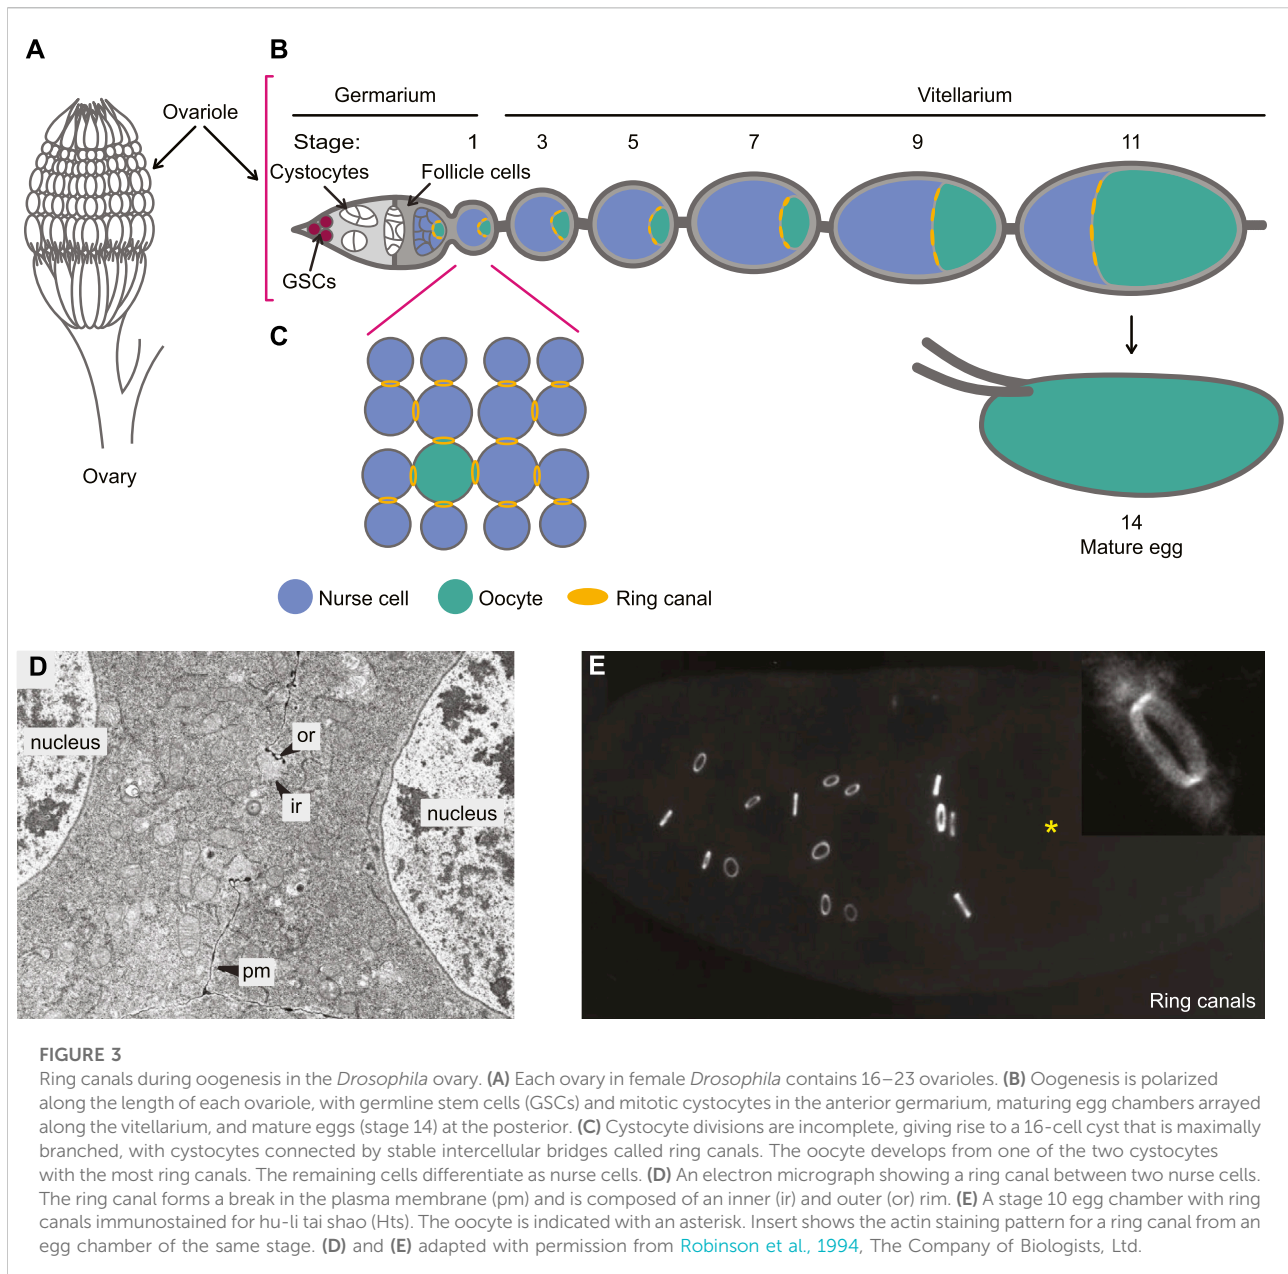 A
B
Ovariole
Germarium
Vitellarium
Stage:
1
3
5
7
9
11
Cystocytes
Follicle cells
GSCs
C
Ovary
14
Mature egg
Nurse cell
Oocyte
Ring canal
D
nucleus
or
ir
nucleus
pm
E
*
Ring canals
FIGURE 3
Ring canals during oogenesis in the Drosophila ovary. (A) Each ovary in female Drosophila contains 16–23 ovarioles. (B) Oogenesis is polarized
along the length of each ovariole, with germline stem cells (GSCs) and mitotic cystocytes in the anterior germarium, maturing egg chambers arrayed
along the vitellarium, and mature eggs (stage 14) at the posterior. (C) Cystocyte divisions are incomplete, giving rise to a 16-cell cyst that is maximally
branched, with cystocytes connected by stable intercellular bridges called ring canals. The oocyte develops from one of the two cystocytes
with the most ring canals. The remaining cells differentiate as nurse cells. (D) An electron micrograph showing a ring canal between two nurse cells.
The ring canal forms a break in the plasma membrane (pm) and is composed of an inner (ir) and outer (or) rim. (E) A stage 10 egg chamber with ring
canals immunostained for hu-li tai shao (Hts). The oocyte is indicated with an asterisk. Insert shows the actin staining pattern for a ring canal from an
egg chamber of the same stage. (D) and (E) adapted with permission from Robinson et al., 1994, The Company of Biologists, Ltd.